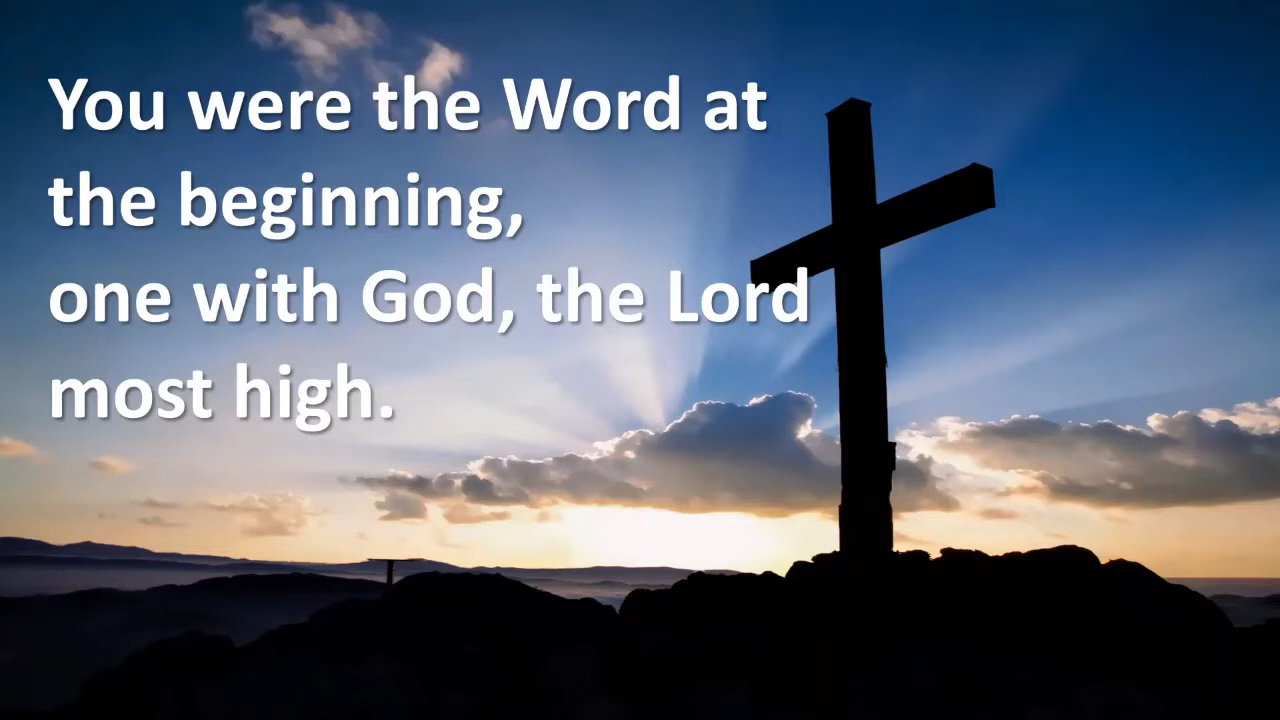 You were the Word at
the beginning,
one with God, the Lord
most high.